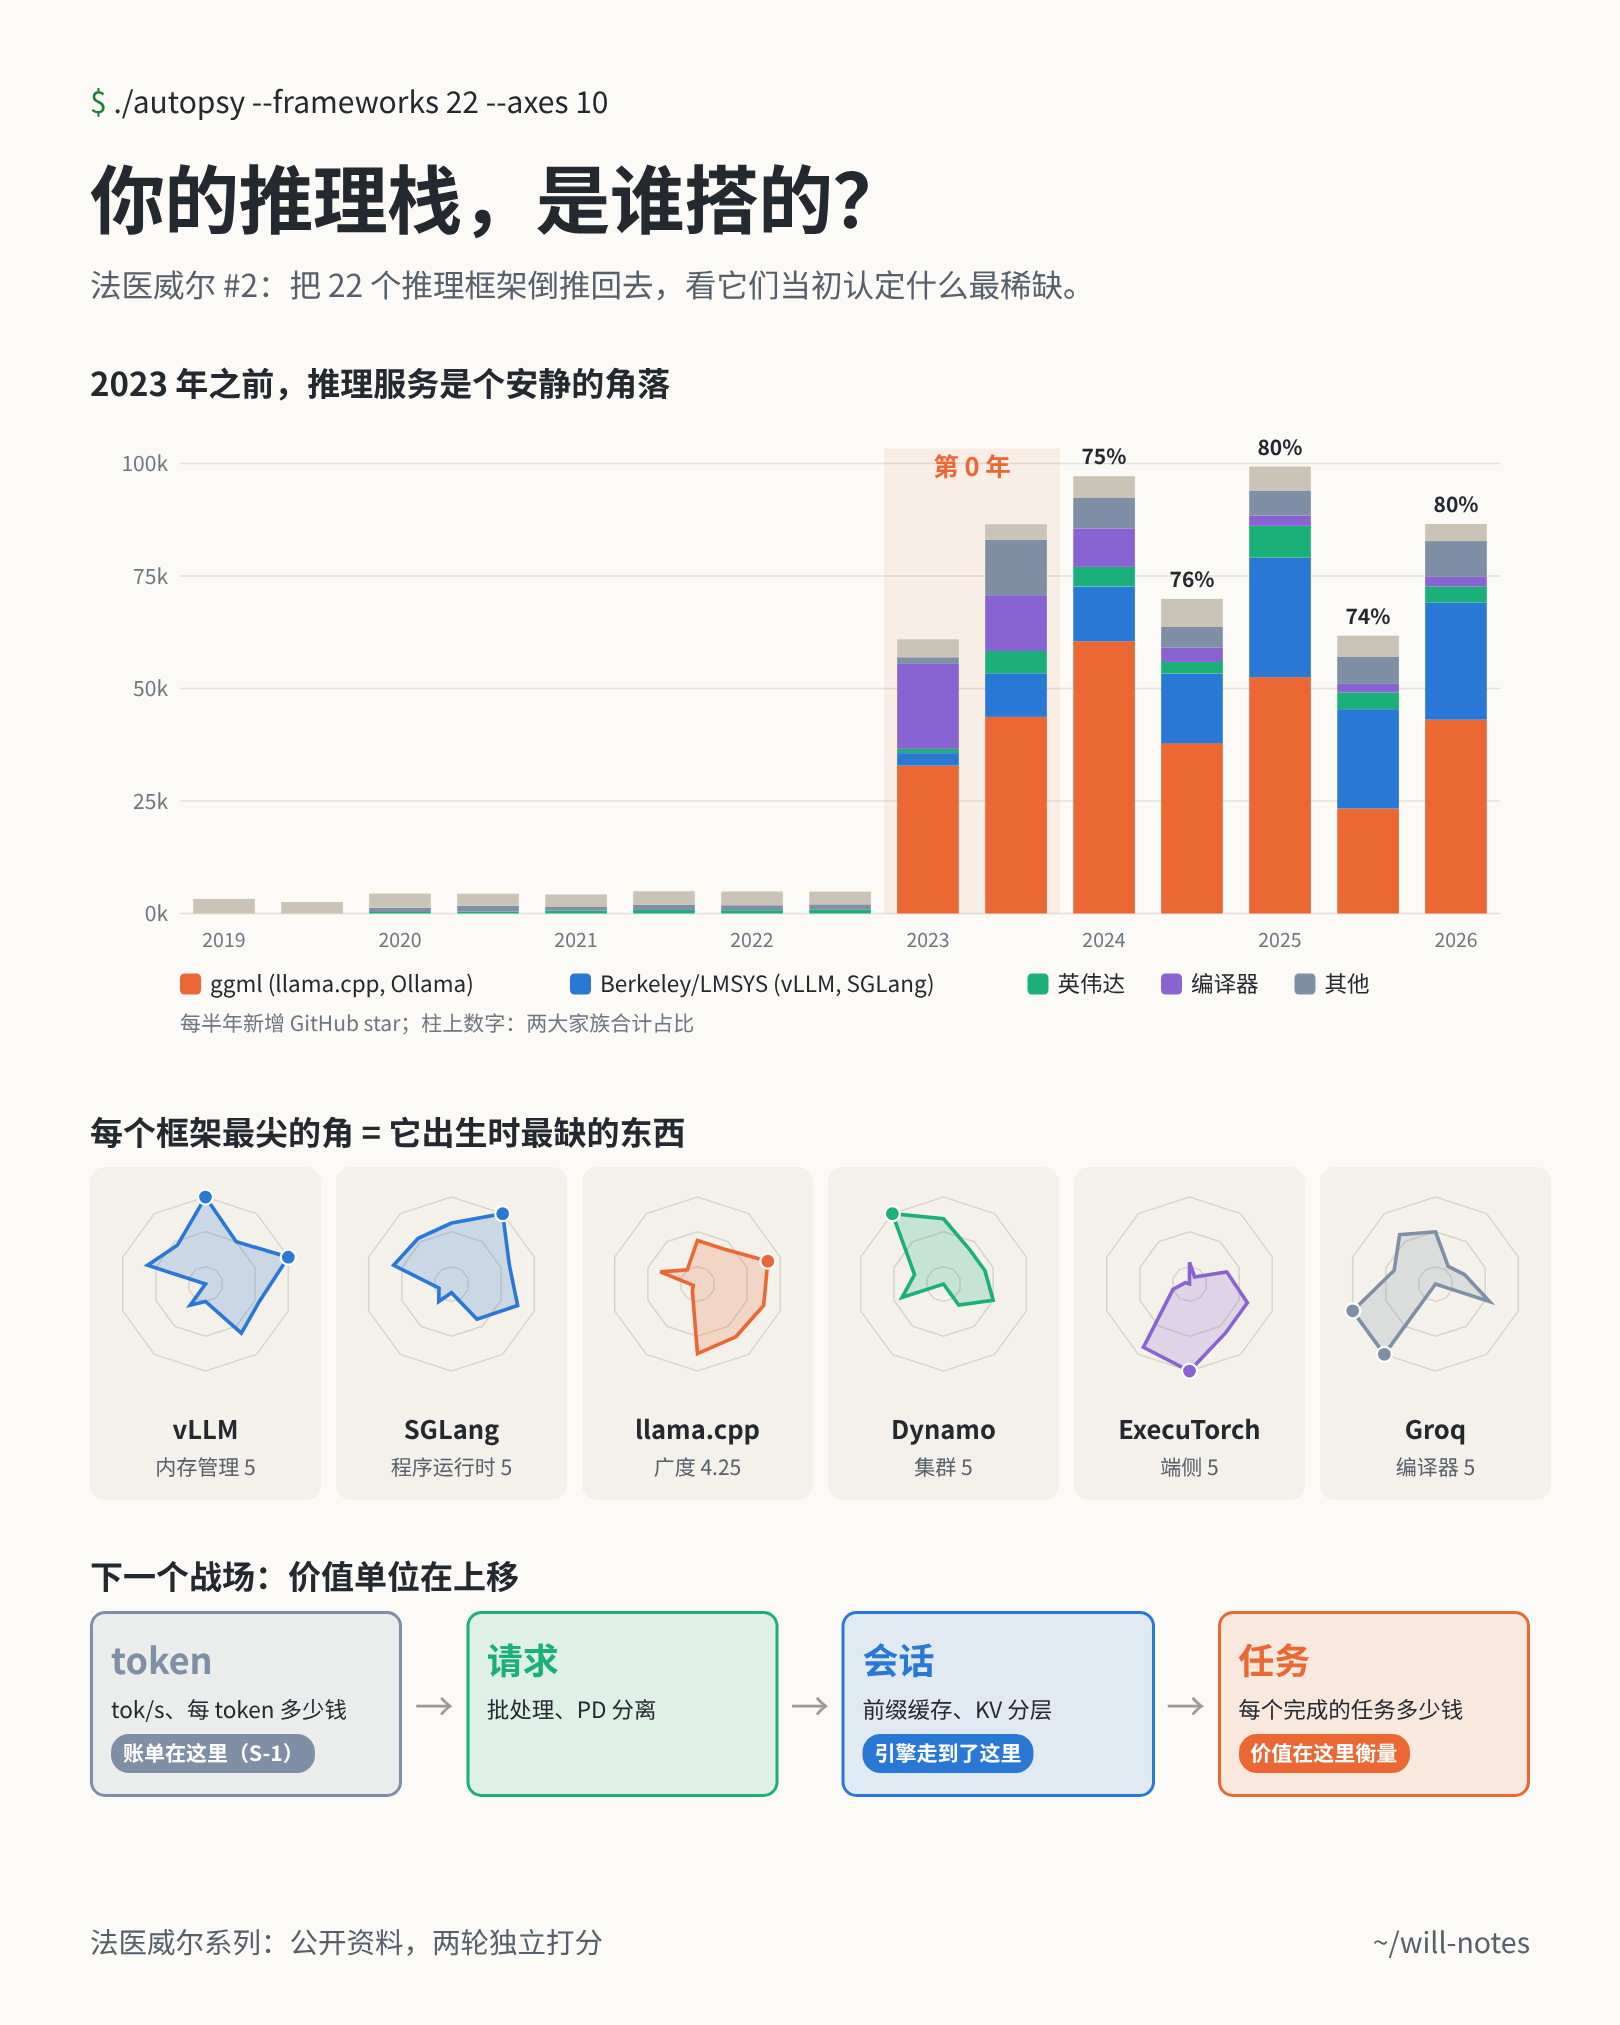 $ ./autopsy --frameworks 22 --axes 10
你的推理栈，是谁搭的？
法医威尔 #2：把 22 个推理框架倒推回去，看它们当初认定什么最稀缺。
2023 年之前，推理服务是个安静的角落
100k
75k
50k
25k
0k
第 0 年
75%
76%
80%
74%
80%
2019
2020
2021
2022
2023
2024
2025
2026
ggml (llama.cpp, Ollama)
Berkeley/LMSYS (vLLM, SGLang)
英伟达
编译器
其他
每半年新增 GitHub star；柱上数字：两大家族合计占比
每个框架最尖的角 = 它出生时最缺的东西
vLLM
内存管理 5
SGLang
程序运行时 5
llama.cpp
广度 4.25
Dynamo
集群 5
ExecuTorch
端侧 5
Groq
编译器 5
下一个战场：价值单位在上移
token
tok/s、每 token 多少钱
账单在这里（S-1）
→
请求
批处理、PD 分离
→
会话
前缀缓存、KV 分层
引擎走到了这里
→
任务
每个完成的任务多少钱
价值在这里衡量
法医威尔系列：公开资料，两轮独立打分
~/will-notes